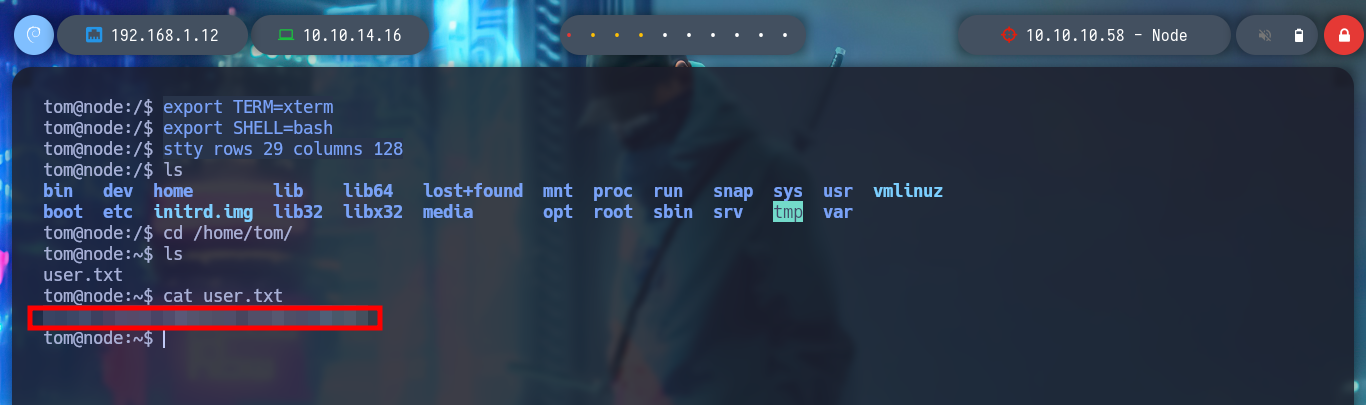 192.168.1.12 10.10.14.16 10.10.10.58 - Node
tom@node:/$ export TERM=xterm
tom@node:/$ export SHELL=bash
tom@node:/$ stty rows 29 columns 128
tom@node:/$ ls
bin dev home lib lib64 lost+found mnt proc run snap sys usr vmlinuz
boot etc initrd.img lib32 libx32 media opt root sbin srv tmp var
tom@node:/$ cd /home/tom/
tom@node:~$ ls
user.txt
tom@node:~$ cat user.txt
tom@node:~$